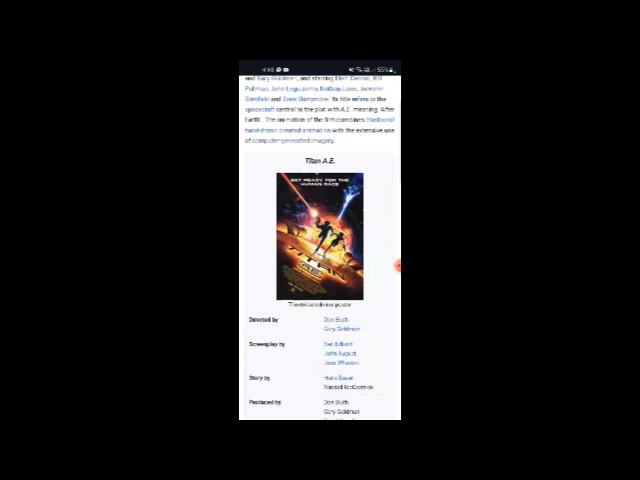 4:48
55%
and Gary Goldman, and starring Matt Damon, Bill
Pullman, John Leguizamo, Nathan Lane, Janeane
Garofalo and Drew Barrymore. Its title refers to the
spacecraft central to the plot with A.E. meaning "After
Earth". The animation of the film combines traditional
hand-drawn created animation with the extensive use
of computer-generated imagery.
Titan A.E.
GET READY FOR THE
HUMAN RACE
TITAN
A.E.
Theatrical release poster
Directed by
Don Bluth
Gary Goldman
Screenplay by
Ben Edlund
John August
Joss Whedon
Story by
Hans Bauer
Randall McCormick
Produced by
Don Bluth
Gary Goldman